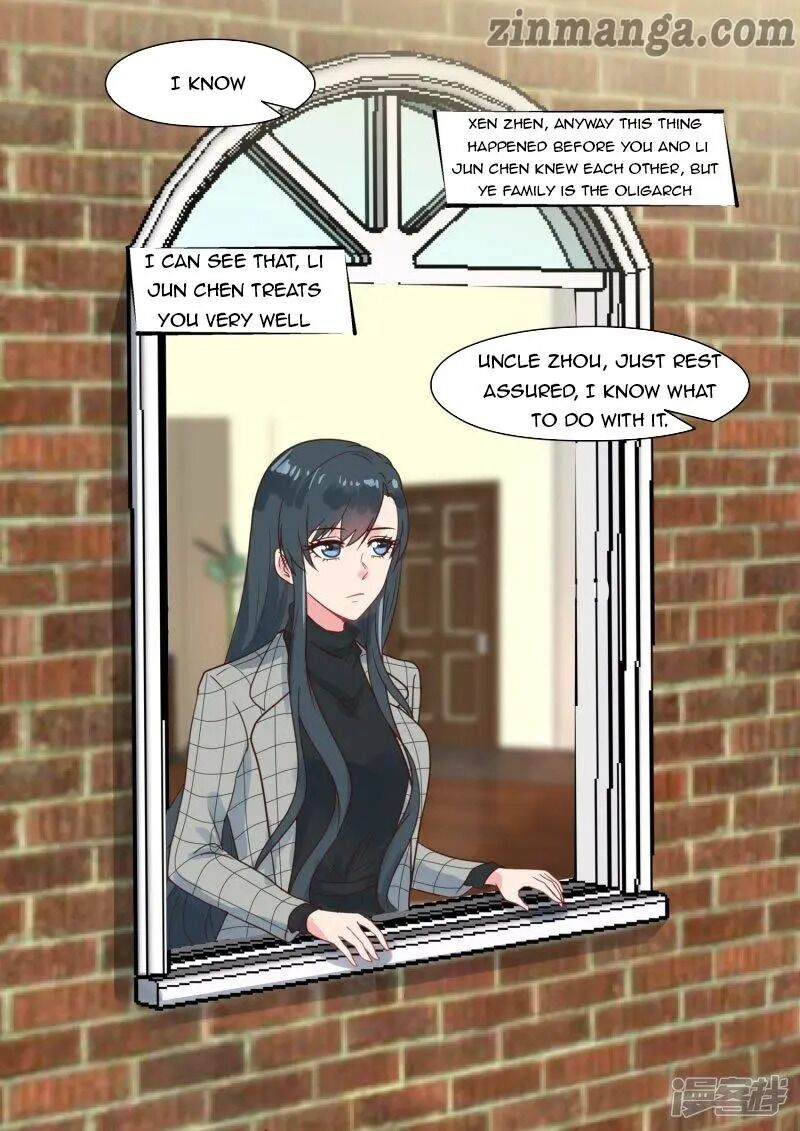 zinmanga.com
I KNOW
XEN ZHEN, ANYWAY THIS THING
HAPPENED BEFORE YOU AND LI
JUN CHEN KNEW EACH OTHER, BUT
YE FAMILY IS THE OLIGARCH
I CAN SEE THAT, LI
JUN CHEN TREATS
YOU VERY WELL
UNCLE ZHOU, JUST REST
ASSURED, I KNOW WHAT
TO DO WITH IT.
漫客栈